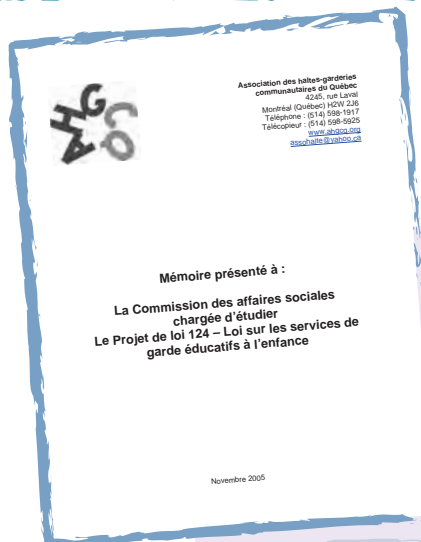 AHGCQ
Association des haltes-garderies
communautaires du Québec
4245, rue Laval
Montréal (Québec) H2W 2J6
Téléphone : (514) 598-1917
Télécopieur : (514) 598-5925
www.ahgcq.org
assohalte@yahoo.ca
Mémoire présenté à :
La Commission des affaires sociales
chargée d'étudier
Le Projet de loi 124 – Loi sur les services de
garde éducatifs à l'enfance
Novembre 2005